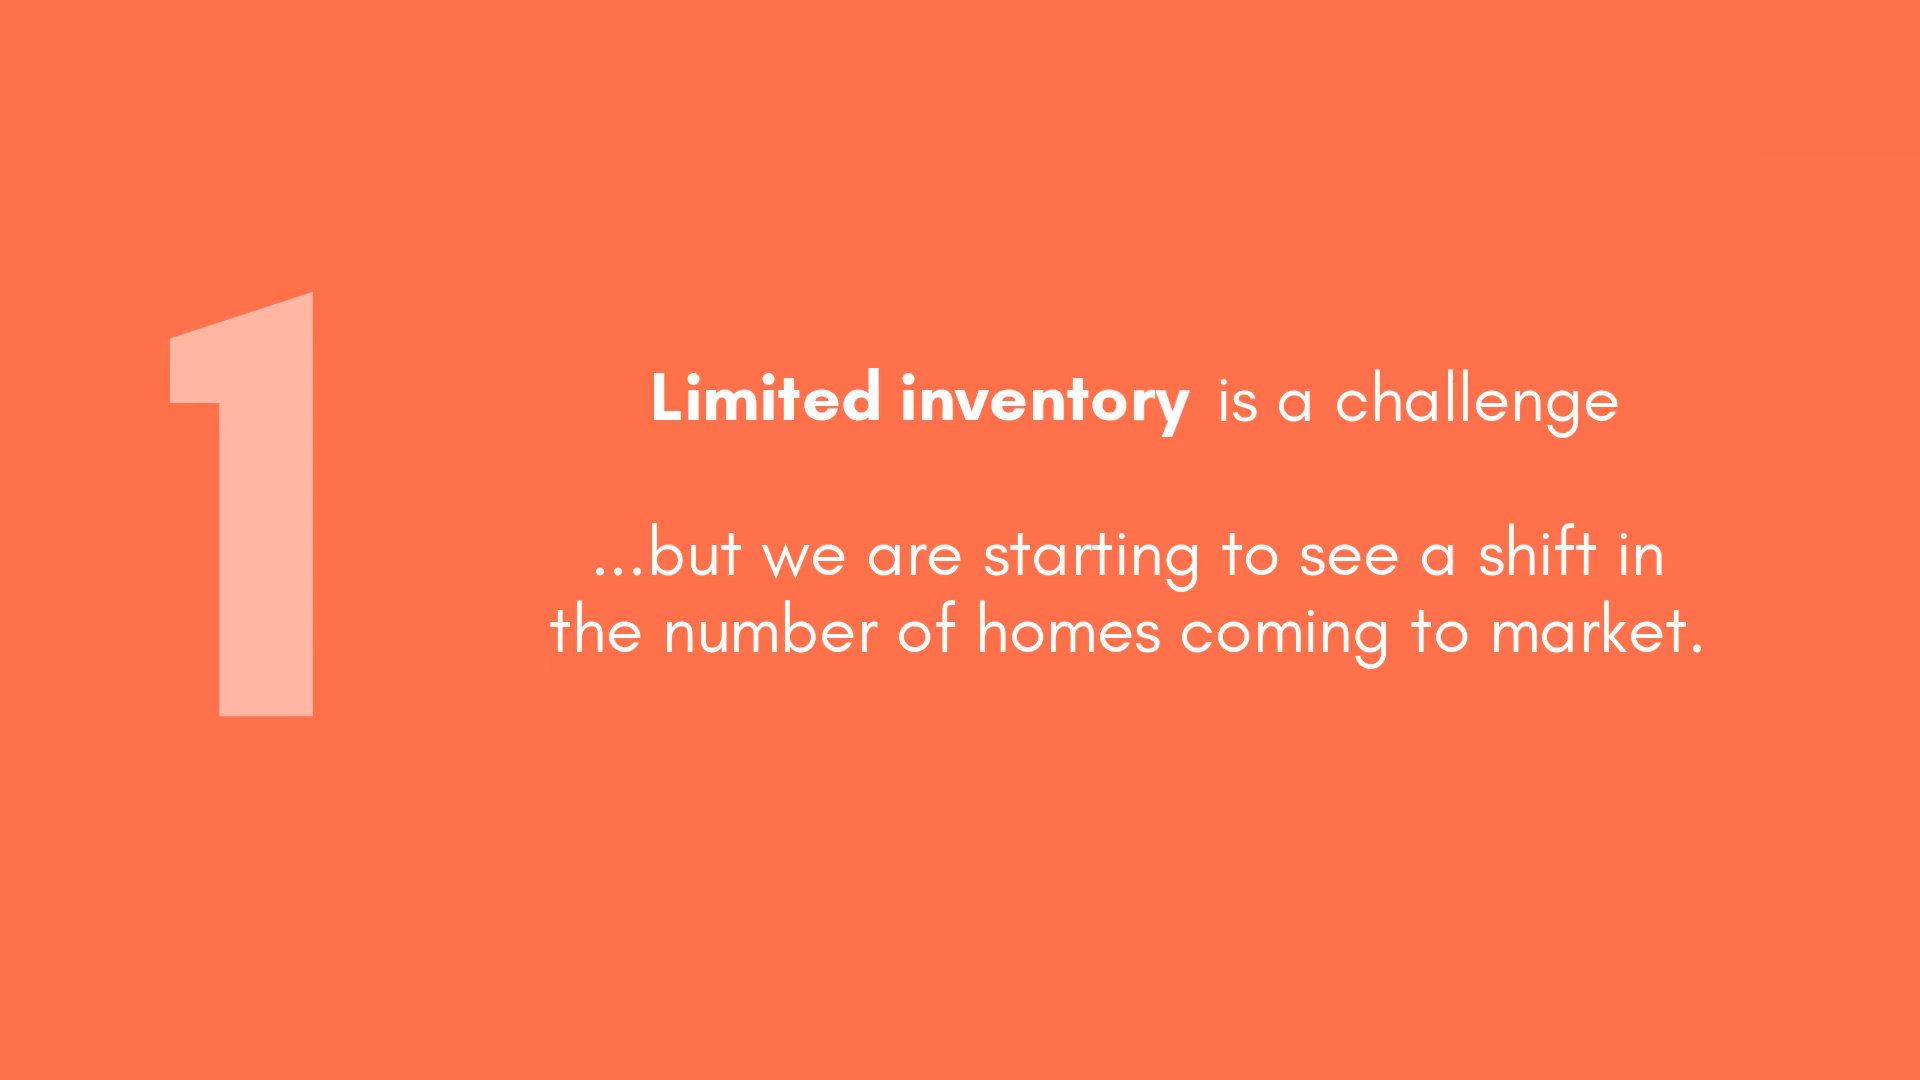 1
Limited inventory is a challenge
...but we are starting to see a shift in
the number of homes coming to market.